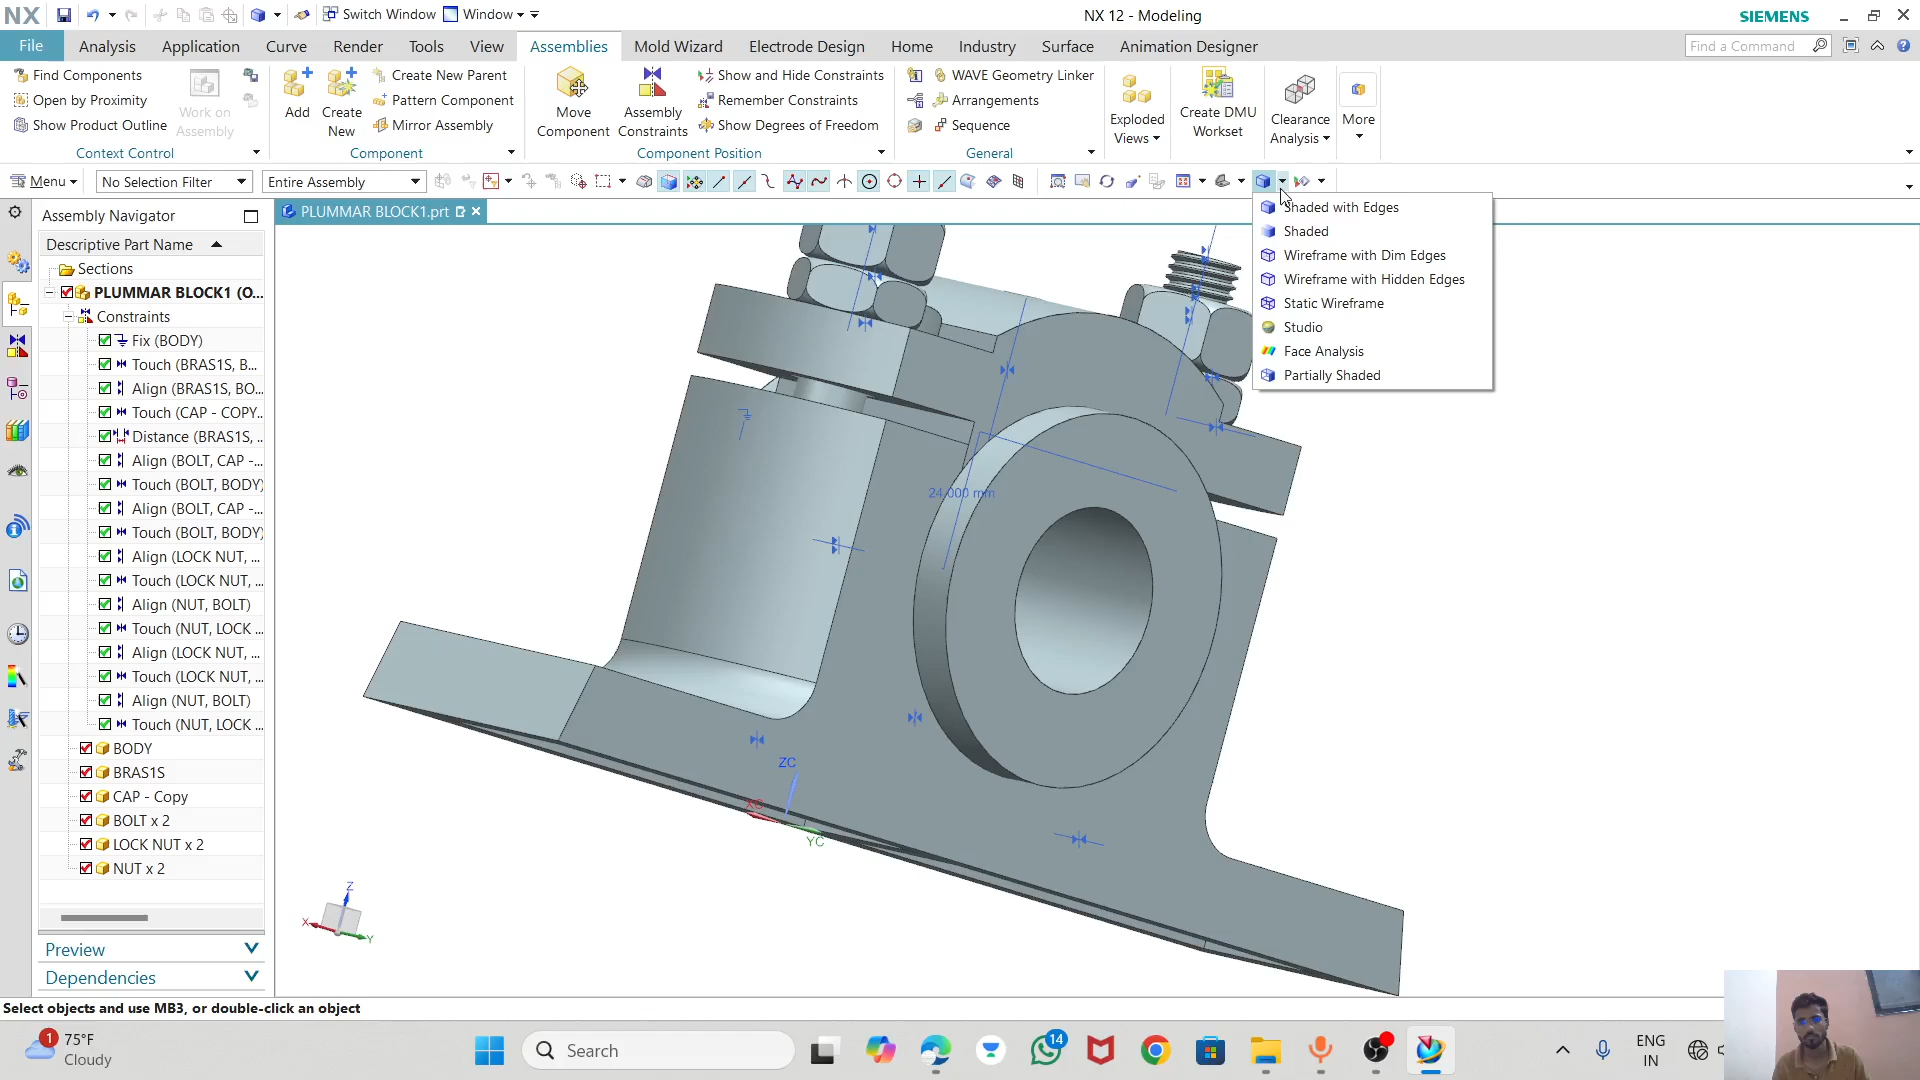 NX Switch Window Window NX 12 - Modeling SIEMENS
File Analysis Application Curve Render Tools View Assemblies Mold Wizard Electrode Design Home Industry Surface Animation Designer Find a Command
Find Components
Open by Proximity
Show Product Outline
Work on Assembly
Context Control
Add
Create New
Create New Parent
Pattern Component
Mirror Assembly
Component
Move Component
Assembly Constraints
Show and Hide Constraints
Remember Constraints
Show Degrees of Freedom
Component Position
WAVE Geometry Linker
Arrangements
Sequence
General
Exploded Views
Create DMU Workset
Clearance Analysis
More
Menu No Selection Filter Entire Assembly
Assembly Navigator
PLUMMAR BLOCK1.prt
Shaded with Edges
Shaded
Wireframe with Dim Edges
Wireframe with Hidden Edges
Static Wireframe
Studio
Face Analysis
Partially Shaded
Descriptive Part Name
Sections
PLUMMAR BLOCK1 (O...
Constraints
Fix (BODY)
Touch (BRAS1S, B...
Align (BRAS1S, BO...
Touch (CAP - COPY...
Distance (BRAS1S, ..
Align (BOLT, CAP -...
Touch (BOLT, BODY)
Align (BOLT, CAP -...
Touch (BOLT, BODY)
Align (LOCK NUT, ...
Touch (LOCK NUT, ...
Align (NUT, BOLT)
Touch (NUT, LOCK ...
Align (LOCK NUT, ...
Touch (LOCK NUT, ...
Align (NUT, BOLT)
Touch (NUT, LOCK ...
BODY
BRAS1S
CAP - Copy
BOLT x 2
LOCK NUT x 2
NUT x 2
Preview
Dependencies
24.000 mm
ZC
XC
YC
Z
X
Y
Select objects and use MB3, or double-click an object
1
75°F
Cloudy
Search
14
ENG
IN